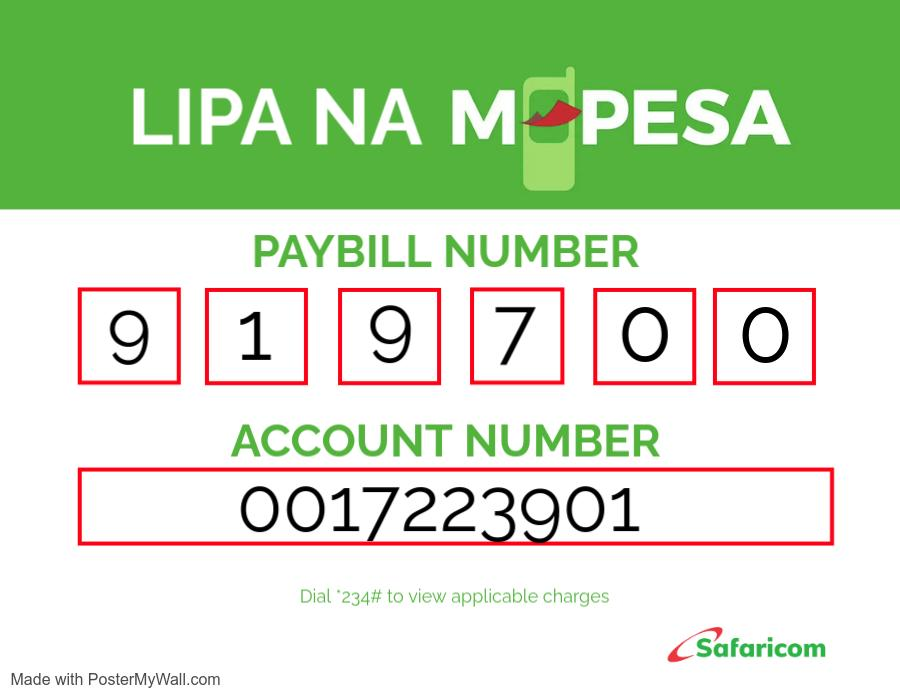 LIPA NA M PESA
PAYBILL NUMBER
9 1 9 7 0 0
ACCOUNT NUMBER
0017223901
Dial *234# to view applicable charges
Safaricom
Made with PosterMyWall.com